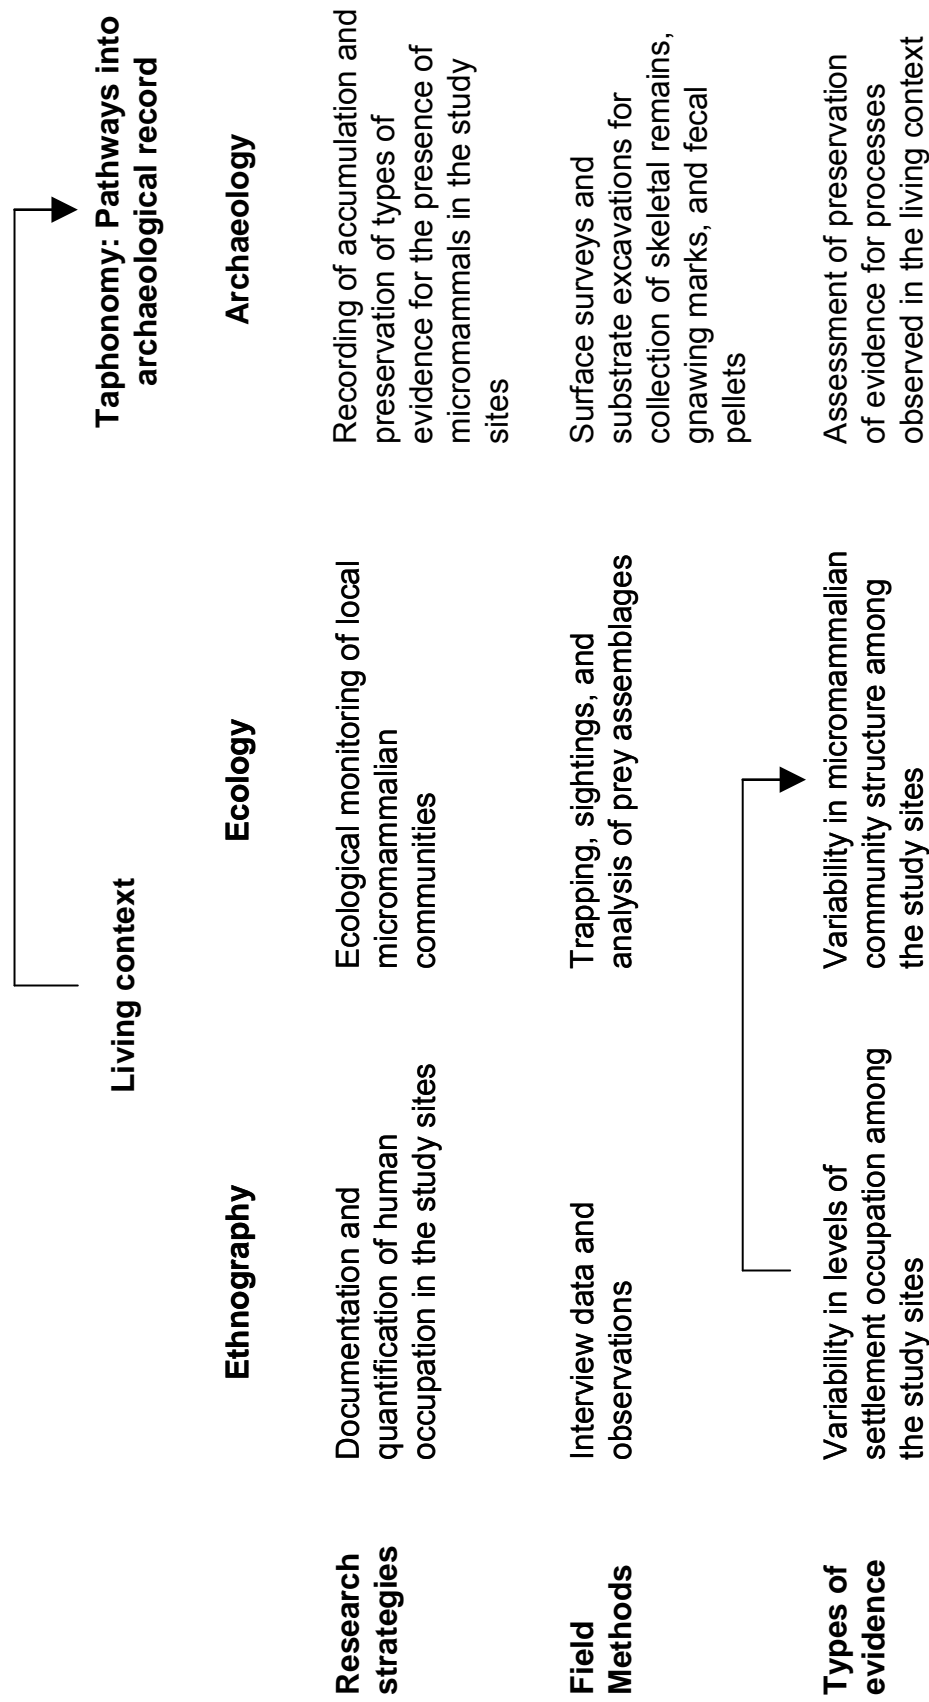 Living context
Taphonomy: Pathways into
archaeological record
Ethnography
Ecology
Archaeology
Research
strategies
Documentation and
quantification of human
occupation in the study sites
Ecological monitoring of local
micromammalian
communities
Recording of accumulation and
preservation of types of
evidence for the presence of
micromammals in the study
sites
Field
Methods
Interview data and
observations
Trapping, sightings, and
analysis of prey assemblages
Surface surveys and
substrate excavations for
collection of skeletal remains,
gnawing marks, and fecal
pellets
Types of
evidence
Variability in levels of
settlement occupation among
the study sites
Variability in micromammalian
community structure among
the study sites
Assessment of preservation
of evidence for processes
observed in the living context